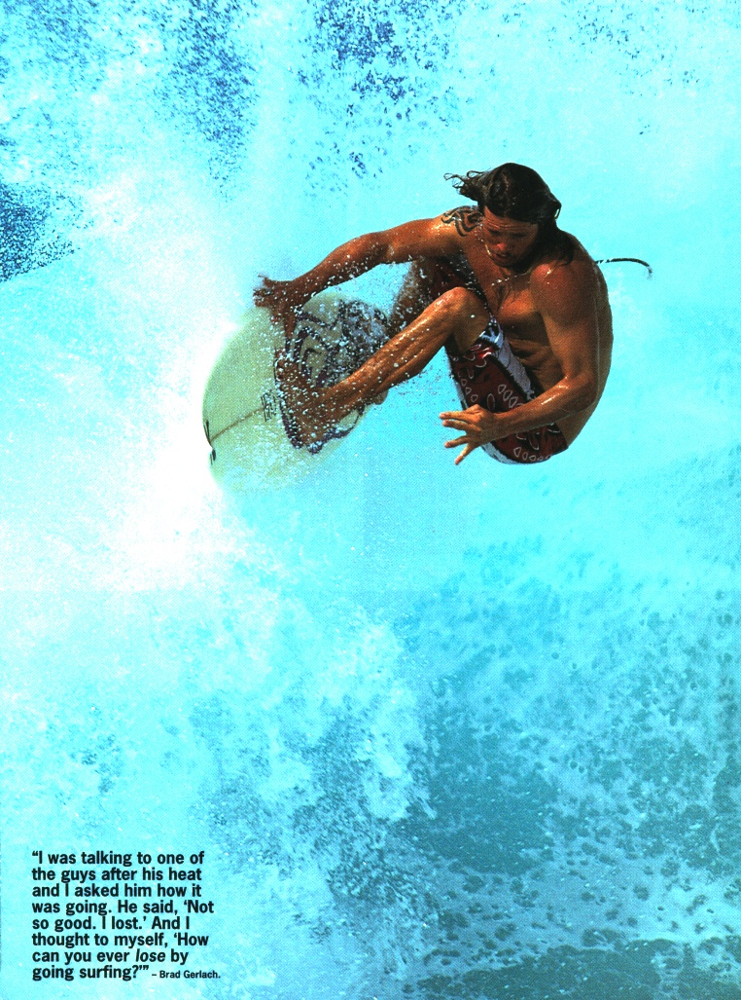 “I was talking to one of
the guys after his heat
and I asked him how it
was going. He said, ‘Not
so good. I lost.’ And I
thought to myself, ‘How
can you ever lose by
going surfing?’” – Brad Gerlach.